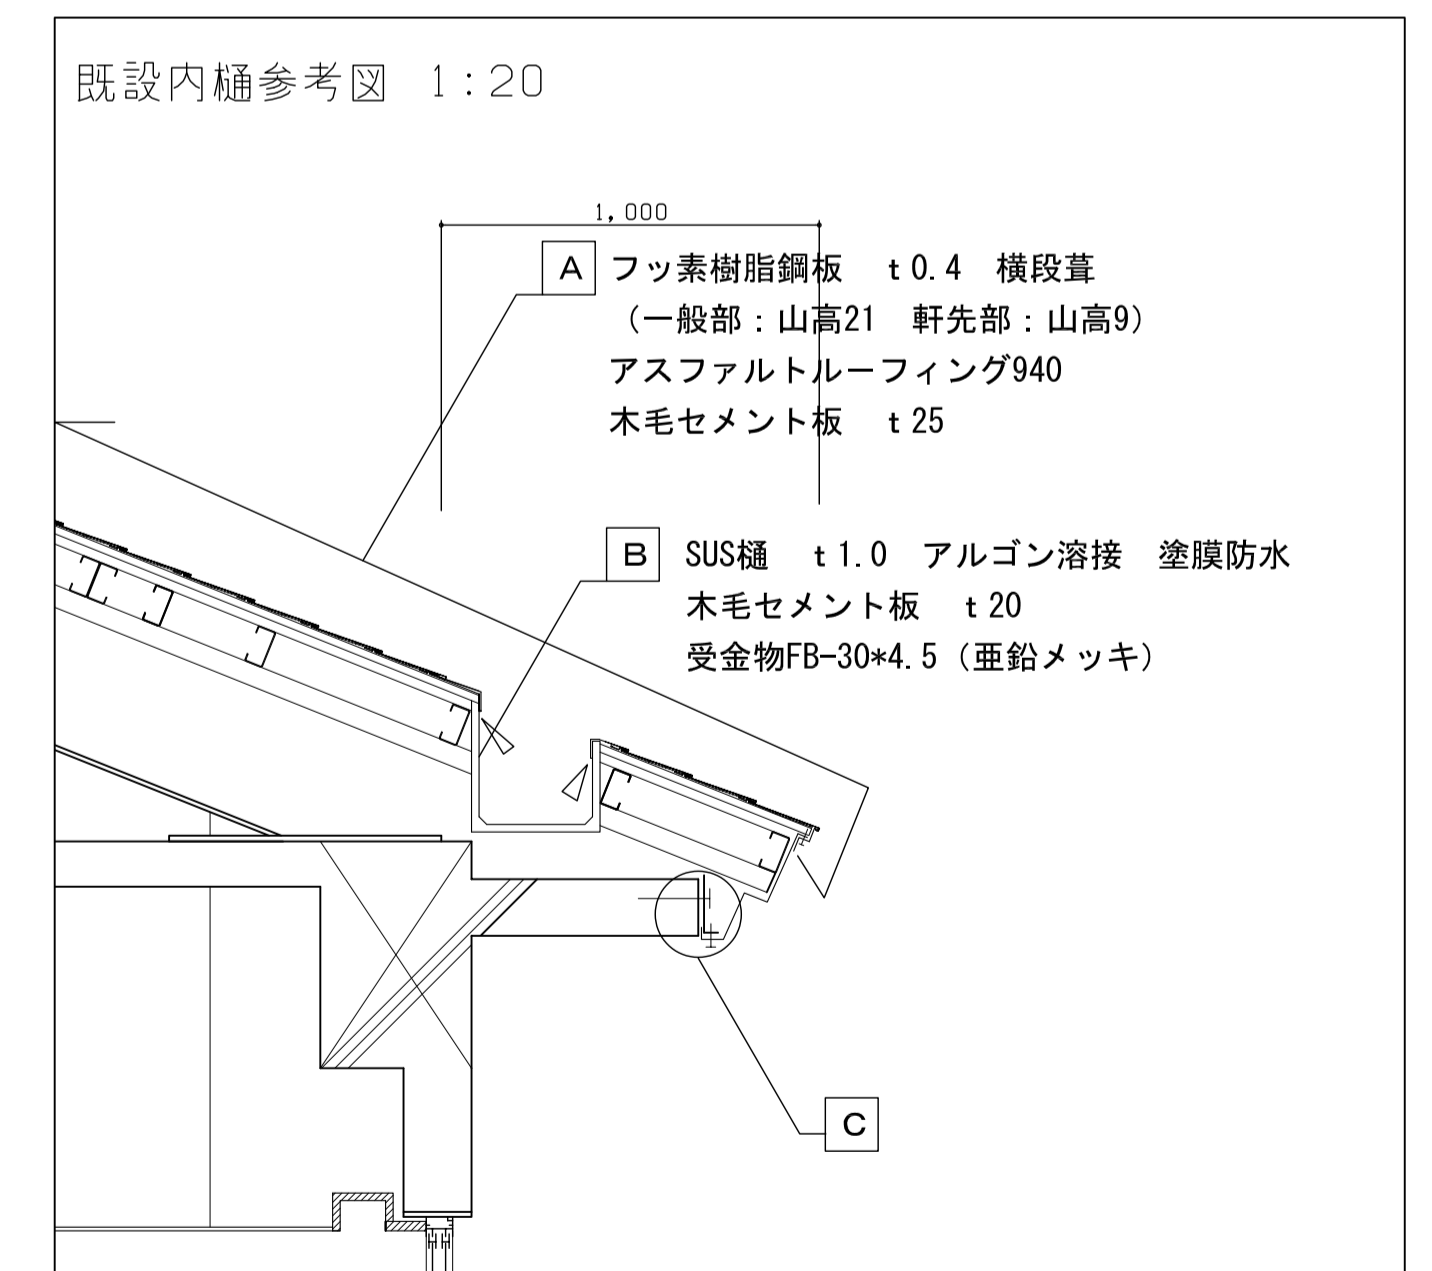 既設内樋参考図 1:20
1,000
A フッ素樹脂鋼板 t0.4 横段葺
(一般部:山高21 軒先部:山高9)
アスファルトルーフィング940
木毛セメント板 t25
B SUS樋 t1.0 アルゴン溶接 塗膜防水
木毛セメント板 t20
受金物FB-30*4.5(亜鉛メッキ)
C